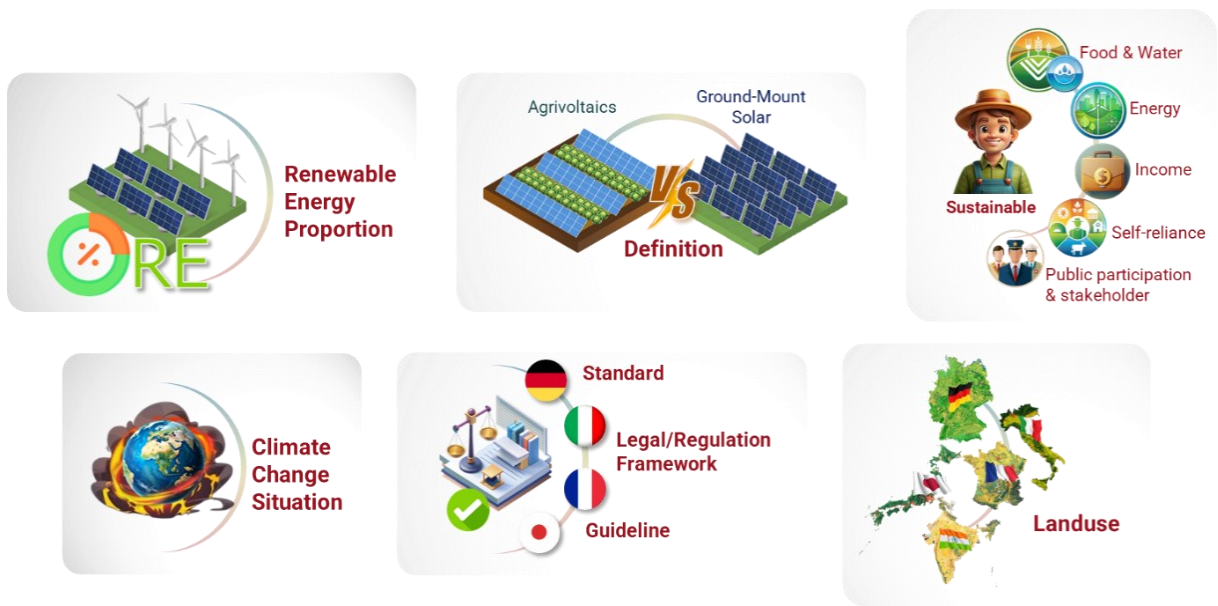 Renewable
Energy
Proportion
%
RE
Agrivoltaics
Ground-Mount
Solar
VS
Definition
Food & Water
Energy
Income
$
Sustainable
Self-reliance
Public participation
& stakeholder
Climate
Change
Situation
Standard
Legal/Regulation
Framework
Guideline
Landuse